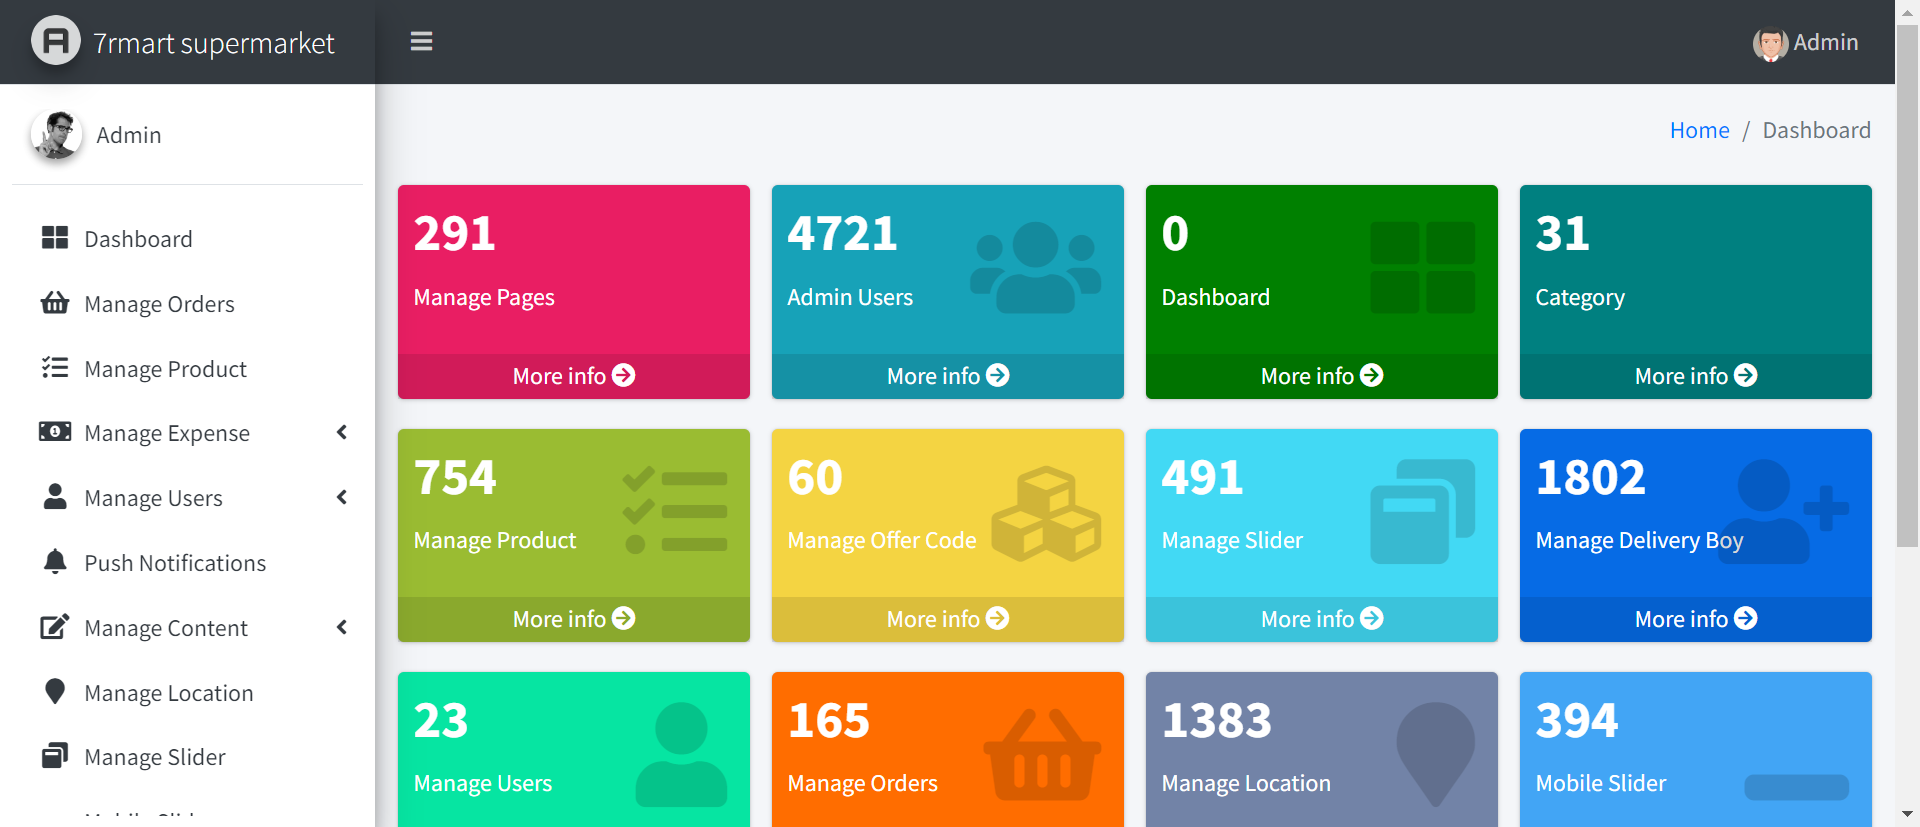 7rmart supermarket
Admin
Admin
Home / Dashboard
Dashboard
Manage Orders
Manage Product
Manage Expense
Manage Users
Push Notifications
Manage Content
Manage Location
Manage Slider
291
Manage Pages
More info
4721
Admin Users
More info
0
Dashboard
More info
31
Category
More info
754
Manage Product
More info
60
Manage Offer Code
More info
491
Manage Slider
More info
1802
Manage Delivery Boy
More info
23
Manage Users
165
Manage Orders
1383
Manage Location
394
Mobile Slider